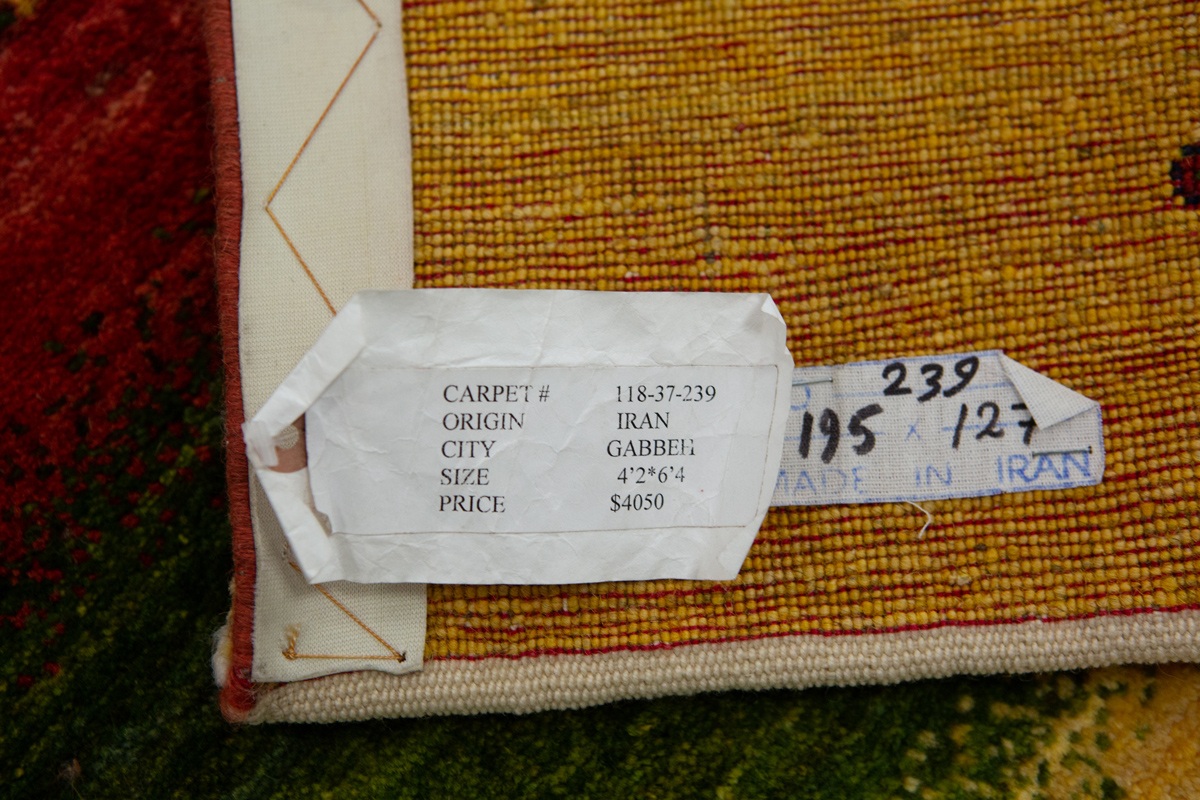 CARPET # 118-37-239
ORIGIN IRAN
CITY GABBEH
SIZE 4'2*6'4
PRICE $4050
239
195 x 127
MADE IN IRAN